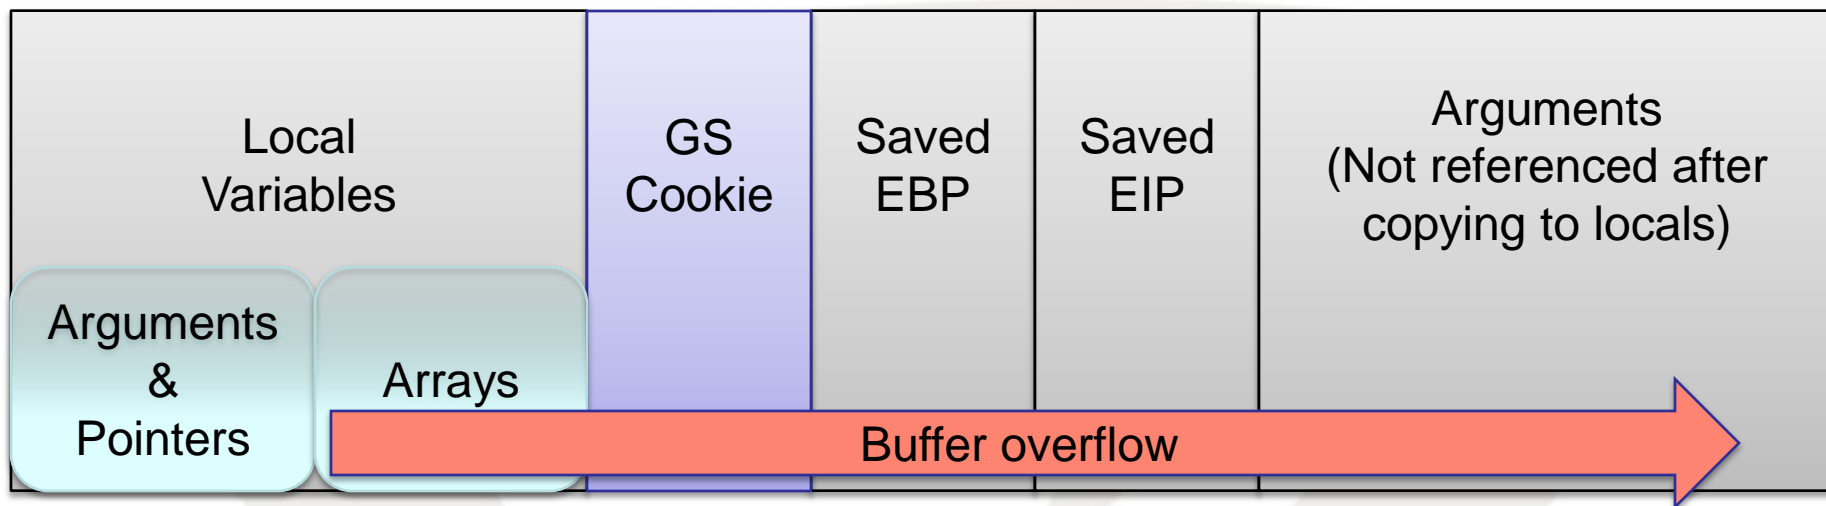 Local
Variables
GS
Cookie
Saved
EBP
Saved
EIP
Arguments
(Not referenced after
copying to locals)
Arguments
&
Pointers
Arrays
Buffer overflow